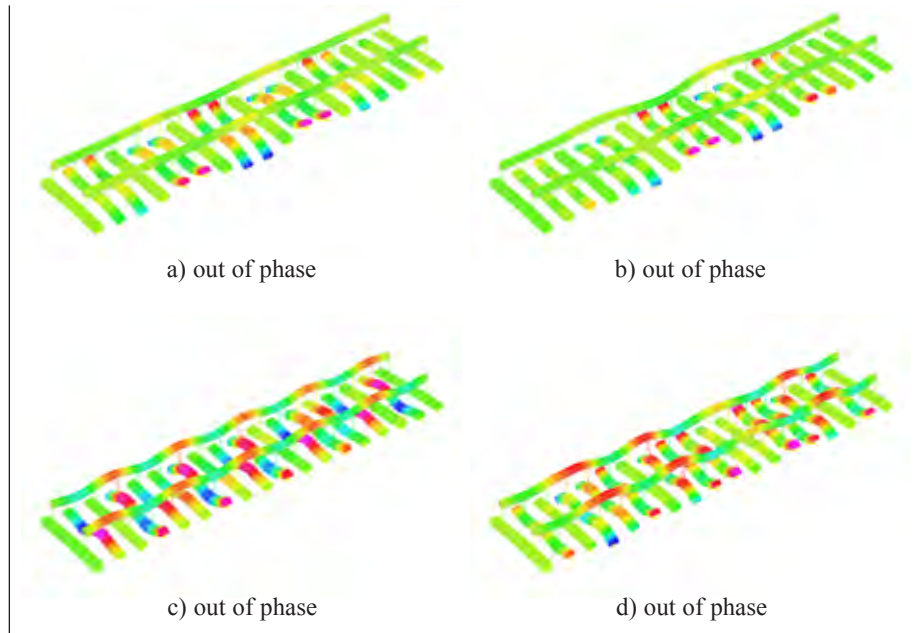 a) out of phase
b) out of phase
c) out of phase
d) out of phase